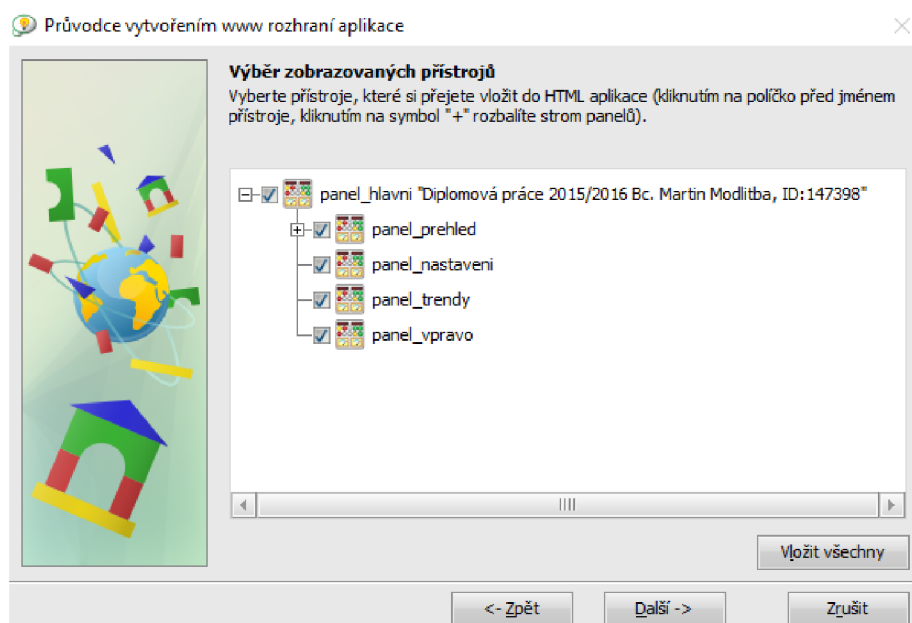 Průvodce vytvořením www rozhraní aplikace
Výběr zobrazovaných přístrojů
Vyberte přístroje, které si přejete vložit do HTML aplikace (kliknutím na políčko před jménem
přístroje, kliknutím na symbol "+" rozbalíte strom panelů).
panel_hlavni "Diplomová práce 2015/2016 Bc. Martin Modlitba, ID:147398"
panel_prehled
panel_nastaveni
panel_trendy
panel_vpravo
Vložit všechny
<- Zpět
Další ->
Zrušit